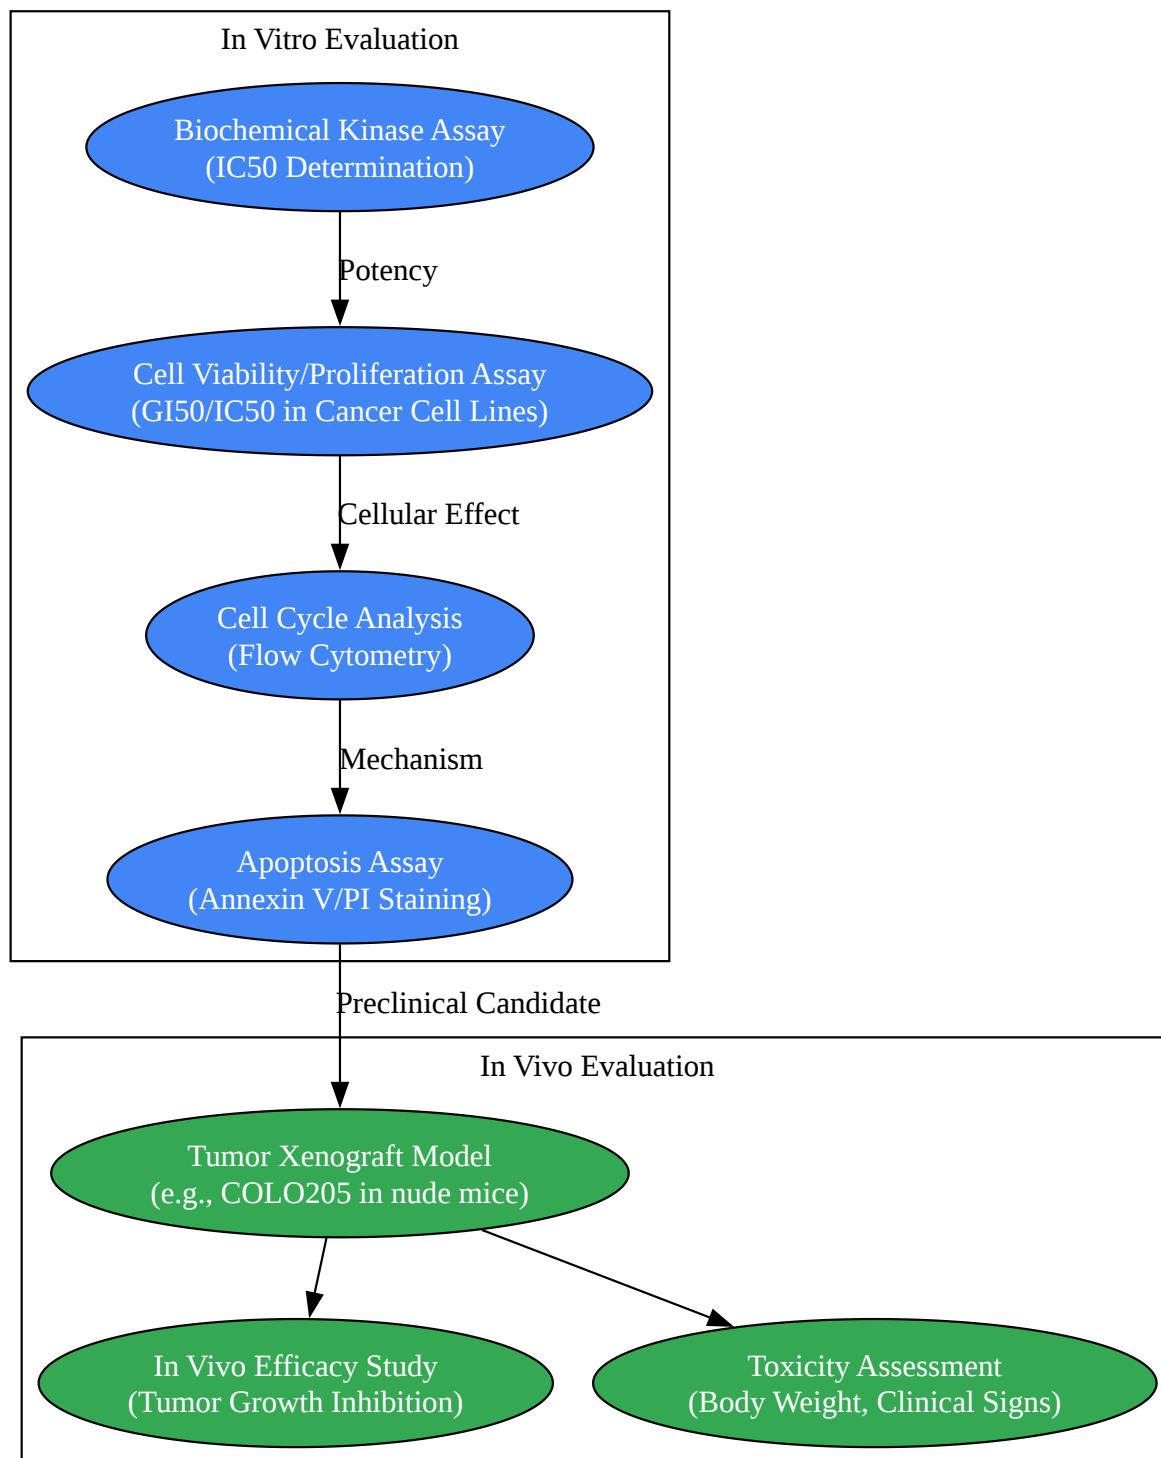 In Vitro Evaluation
Biochemical Kinase Assay
(IC50 Determination)
Potency
Cell Viability/Proliferation Assay
(GI50/IC50 in Cancer Cell Lines)
Cellular Effect
Cell Cycle Analysis
(Flow Cytometry)
Mechanism
Apoptosis Assay
(Annexin V/PI Staining)
Preclinical Candidate
In Vivo Evaluation
Tumor Xenograft Model
(e.g., COLO205 in nude mice)
In Vivo Efficacy Study
(Tumor Growth Inhibition)
Toxicity Assessment
(Body Weight, Clinical Signs)